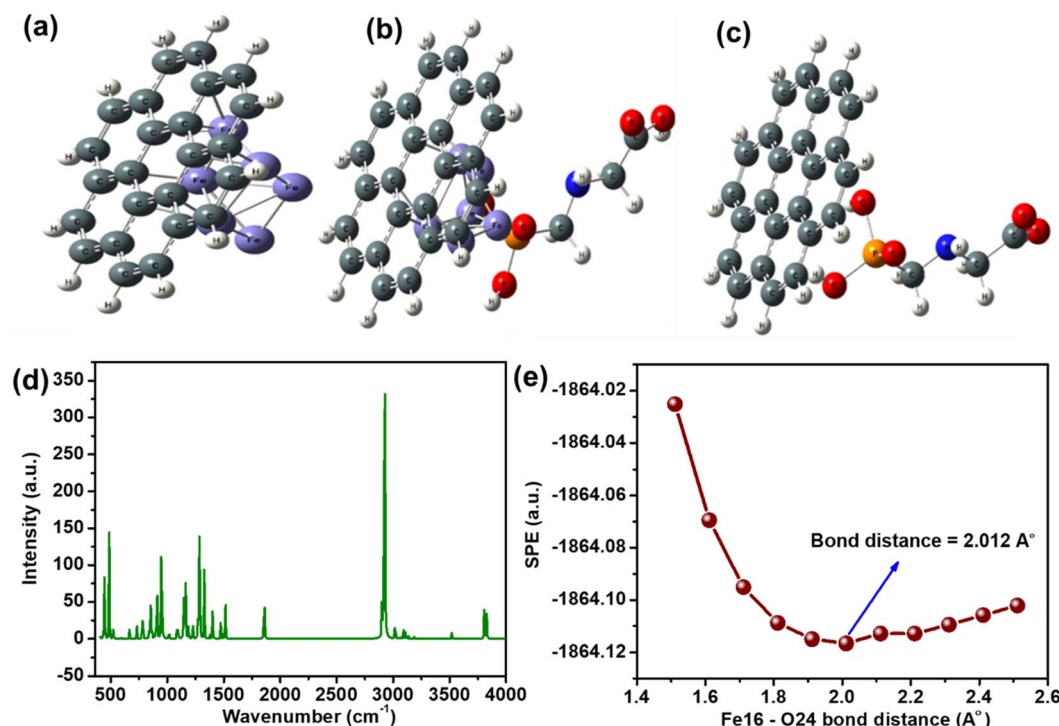 (a)
(b)
(c)
(d)
350
300
250
200
150
100
50
0
-50
Intensity (a.u.)
500 1000 1500 2000 2500 3000 3500 4000
Wavenumber (cm-1)
(e)
-1864.02
-1864.04
-1864.06
-1864.08
-1864.10
-1864.12
SPE (a.u.)
Bond distance = 2.012 A°
1.4 1.6 1.8 2.0 2.2 2.4 2.6
Fe16 - O24 bond distance (A°)